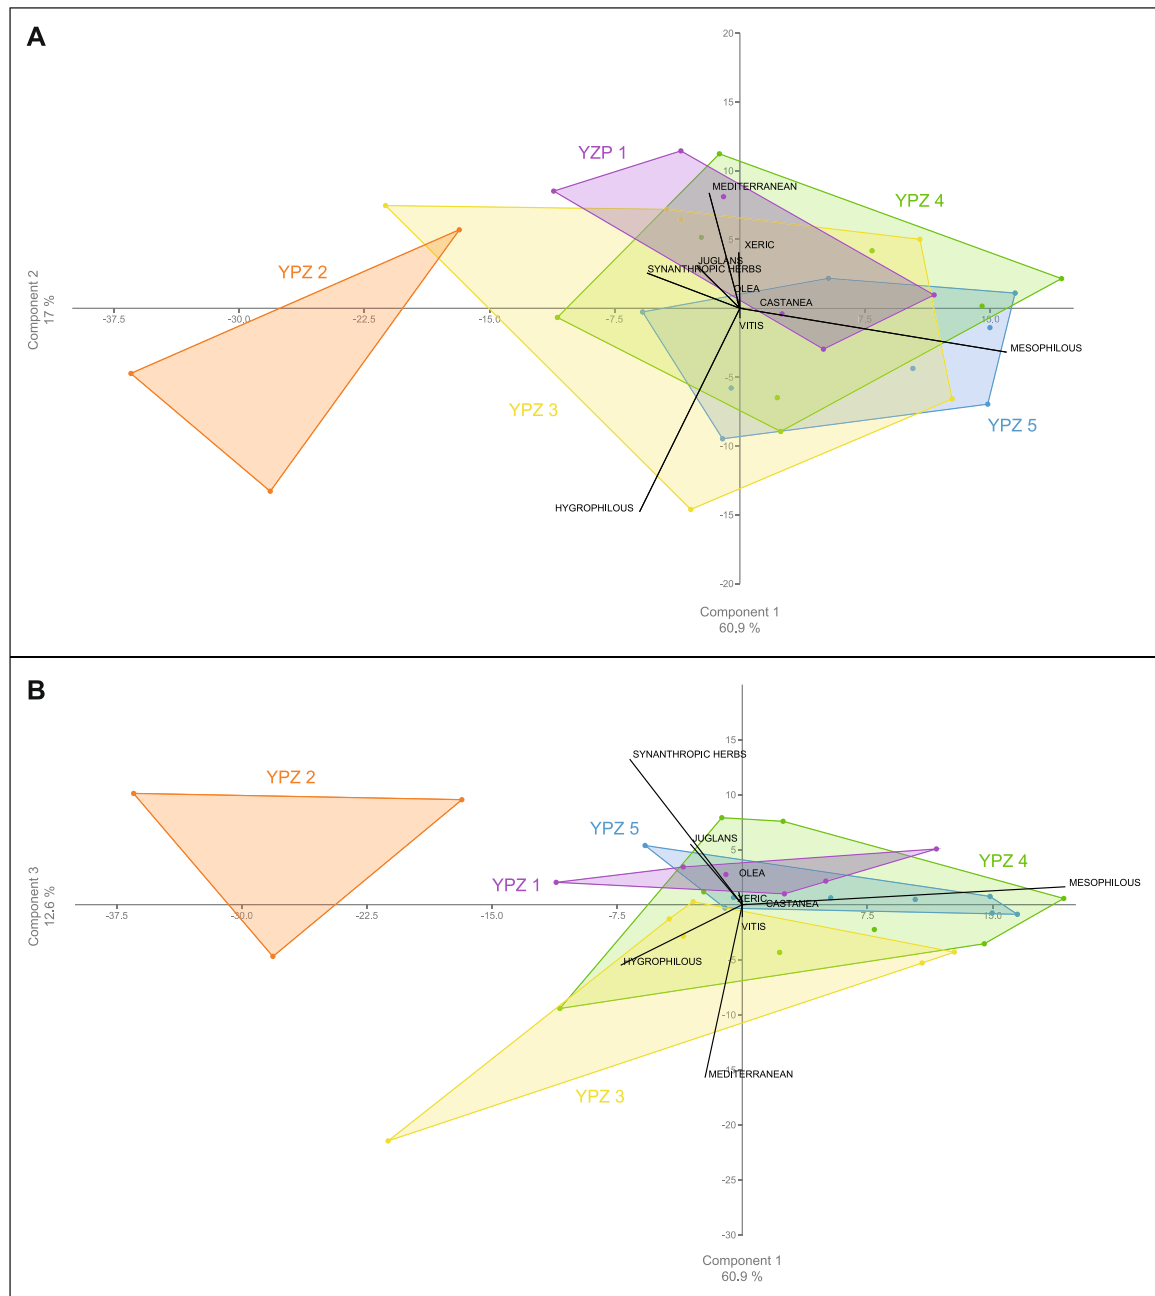 A
20
15
YZP 1
10
MEDITERRANEAN
YPZ 4
5
XERIC
JUGLANS
YPZ 2
SYNANTHROPIC HERBS
OLEA
CASTANEA
-37.5
-30.0
-22.5
-15.0
-7.5
7.5
15.0
VITIS
Component 2
17 %
MESOPHILOUS
-5
YPZ 3
YPZ 5
-10
HYGROPHILOUS
-15
-20
Component 1
60.9 %
B
15
SYNANTHROPIC HERBS
YPZ 2
10
YPZ 5
JUGLANS
5
YPZ 4
YPZ 1
OLEA
MESOPHILOUS
XERIC
CASTANEA
-37.5
-30.0
-22.5
-15.0
-7.5
7.5
15.0
Component 3
12.6 %
VITIS
HYGROPHILOUS
-5
-10
MEDITERRANEAN
-15
YPZ 3
-20
-25
-30
Component 1
60.9 %